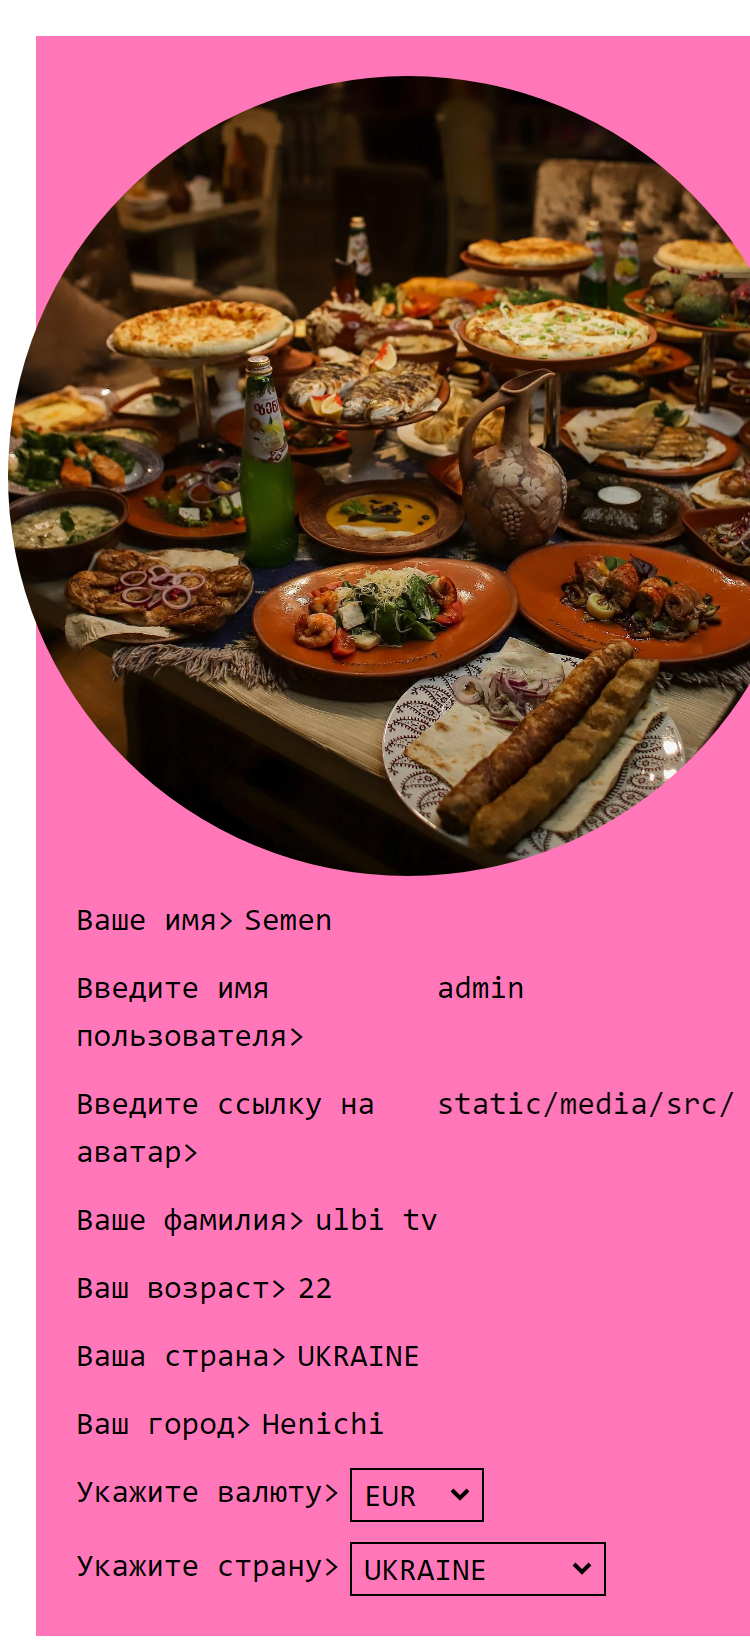 Ваше имя> Semen
Введите имя пользователя> admin
Введите ссылку на аватар> static/media/src/
Ваше фамилия> ulbi tv
Ваш возраст> 22
Ваша страна> UKRAINE
Ваш город> Henichi
Укажите валюту> EUR
Укажите страну> UKRAINE